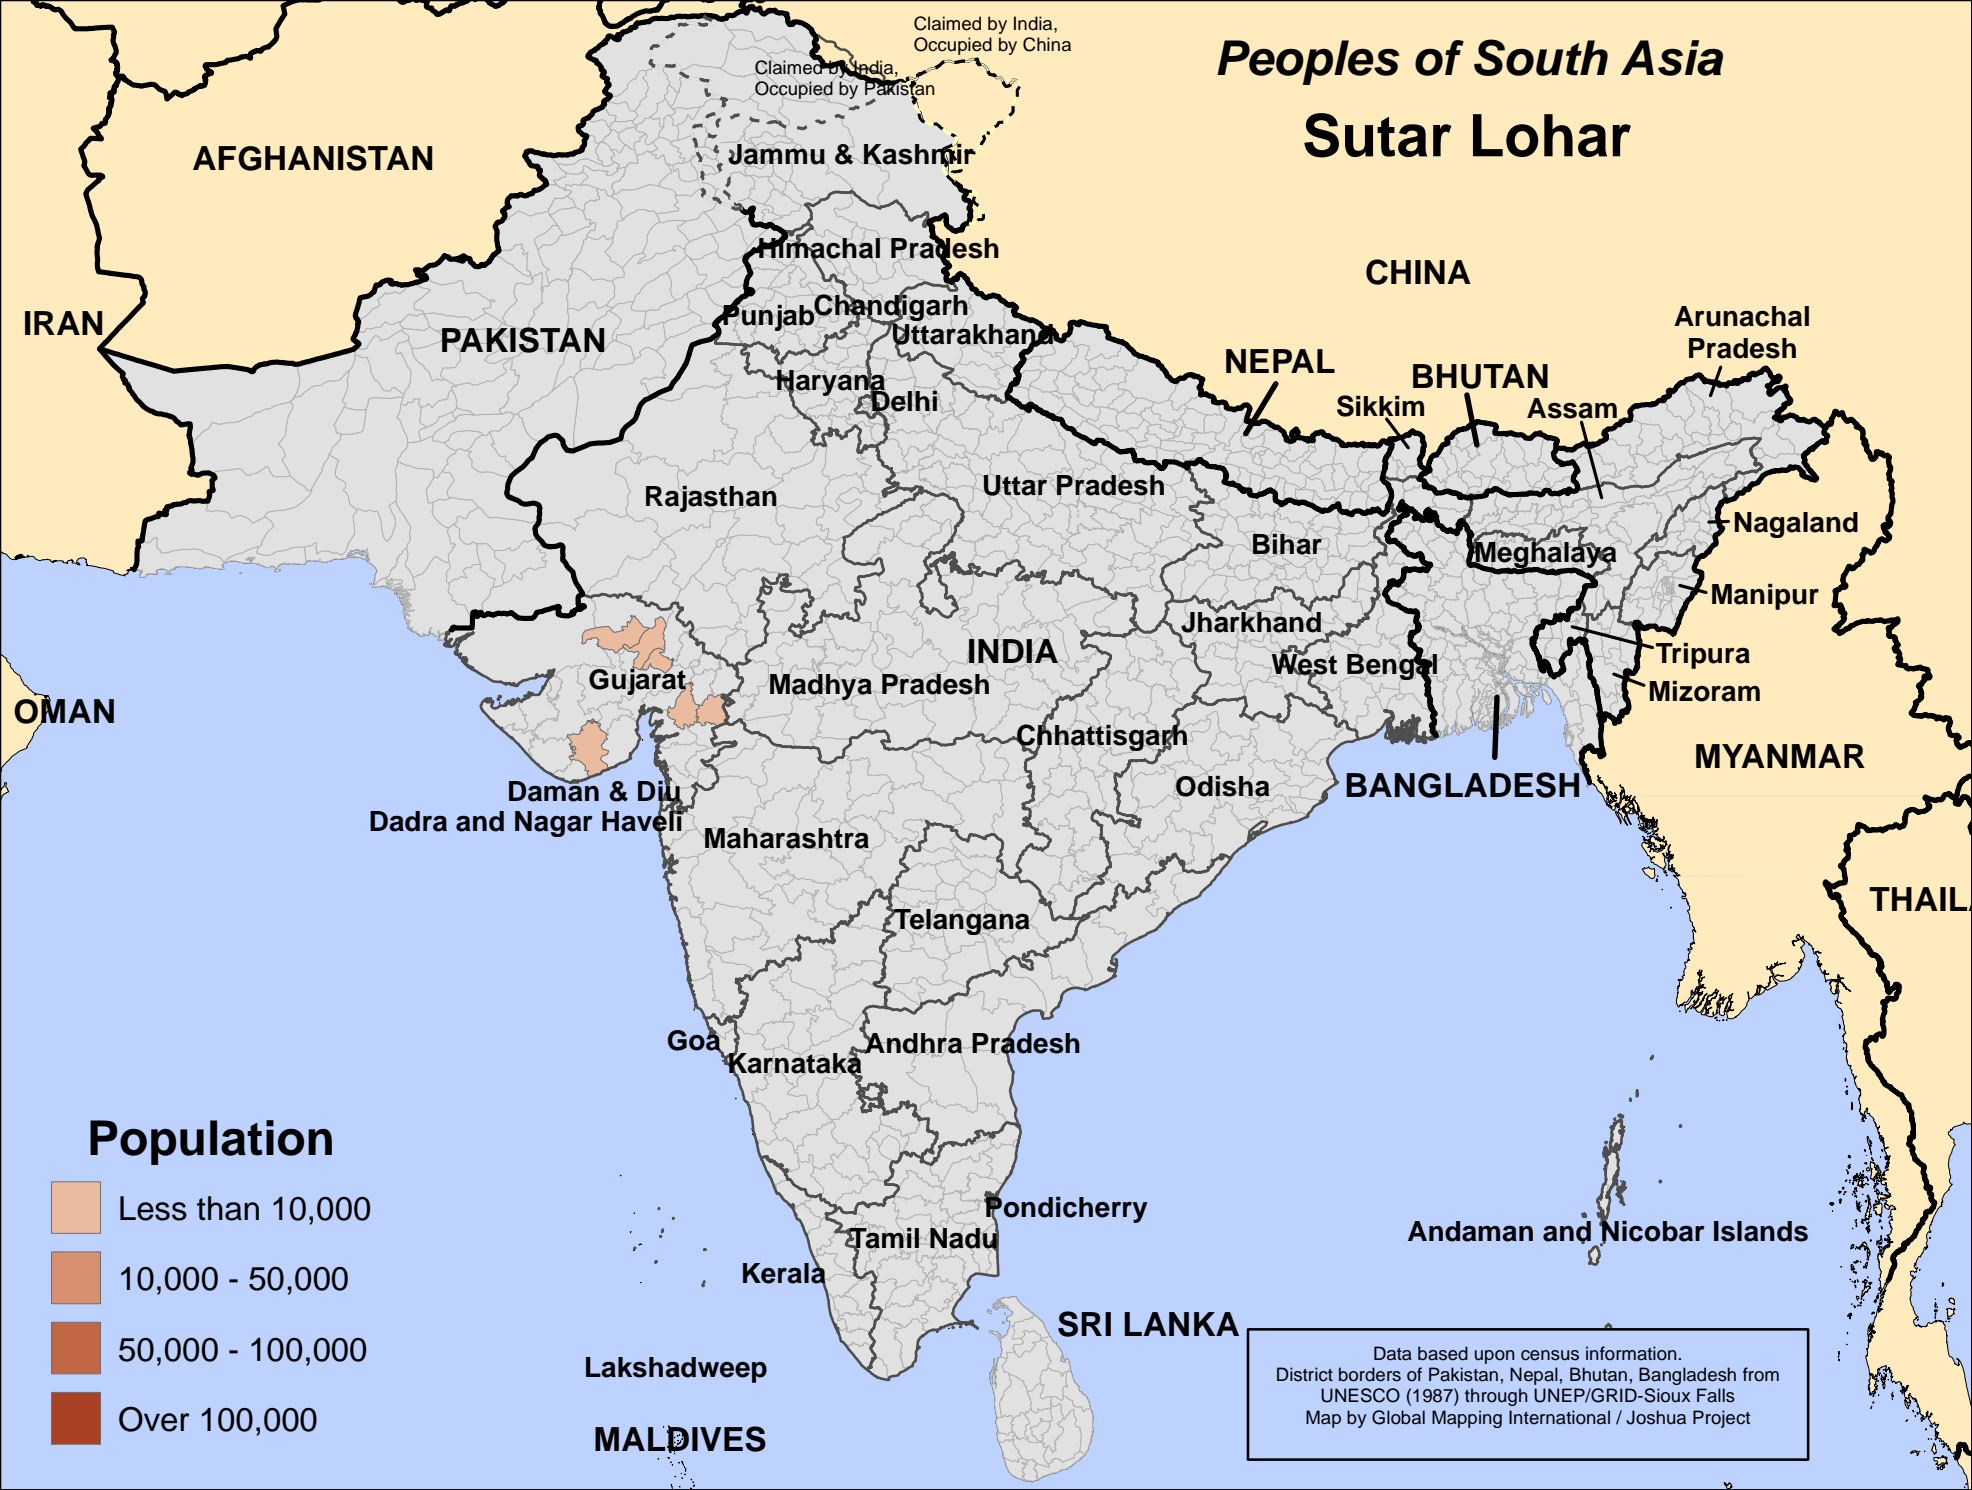 Claimed by India,
Occupied by China
Peoples of South Asia
Sutar Lohar
Claimed by India,
Occupied by Pakistan
AFGHANISTAN
Jammu & Kashmir
Himachal Pradesh
CHINA
IRAN
PAKISTAN
Punjab
Chandigarh
Uttarakhand
Arunachal
Pradesh
NEPAL
BHUTAN
Haryana
Delhi
Sikkim
Assam
Rajasthan
Uttar Pradesh
Nagaland
Bihar
Meghalaya
Manipur
Jharkhand
INDIA
West Bengal
Tripura
Gujarat
Madhya Pradesh
Mizoram
OMAN
Chhattisgarh
MYANMAR
Odisha
BANGLADESH
Daman & Diu
Dadra and Nagar Haveli
Maharashtra
THAIL
Telangana
Goa
Karnataka
Andhra Pradesh
Population
Less than 10,000
10,000 - 50,000
50,000 - 100,000
Over 100,000
Pondicherry
Tamil Nadu
Kerala
Andaman and Nicobar Islands
SRI LANKA
Lakshadweep
MALDIVES
Data based upon census information.
District borders of Pakistan, Nepal, Bhutan, Bangladesh from
UNESCO (1987) through UNEP/GRID-Sioux Falls
Map by Global Mapping International / Joshua Project